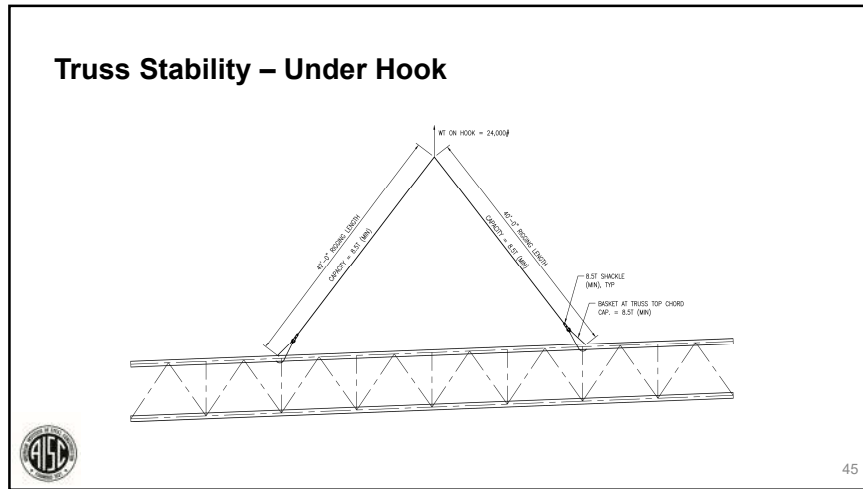 Truss Stability – Under Hook
WT ON HOOK = 24,000#
40'-0" RIGGING LENGTH
CAPACITY = 8.5T (MIN)
40'-0" RIGGING LENGTH
CAPACITY = 8.5T (MIN)
8.5T SHACKLE
(MIN), TYP
BASKET AT TRUSS TOP CHORD
CAP. = 8.5T (MIN)
AISC
45